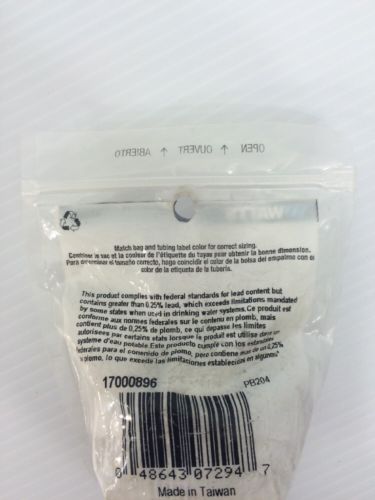 OPEN ↑ OUVERT ↑ ABIERTO
WATTS
Match bag and tubing label color for correct sizing.
Combiner le sac et la couleur de l'étiquette du tuyau pour obtenir la bonne dimension.
Para determinar el tamaño correcto, haga coincidir el color de la bolsa del empalme con el
color de la etiqueta de la tubería.
This product complies with federal standards for lead content but
contains greater than 0.25% lead, which exceeds limitations mandated
by some states when used in drinking water systems. Ce produit est
conforme aux normes fédérales sur le contenu en plomb, mais
contient plus de 0,25% de plomb, ce qui dépasse les limites
autorisées par certains états lorsque le produit est utilisé dans un
système d'eau potable. Este producto cumple con los estándares
federales para el contenido de plomo, pero contiene más de un 0,25%
de plomo, lo que excede las limitaciones establecidas en algunos
17000896
PB204
0 48643 07294 7
Made in Taiwan